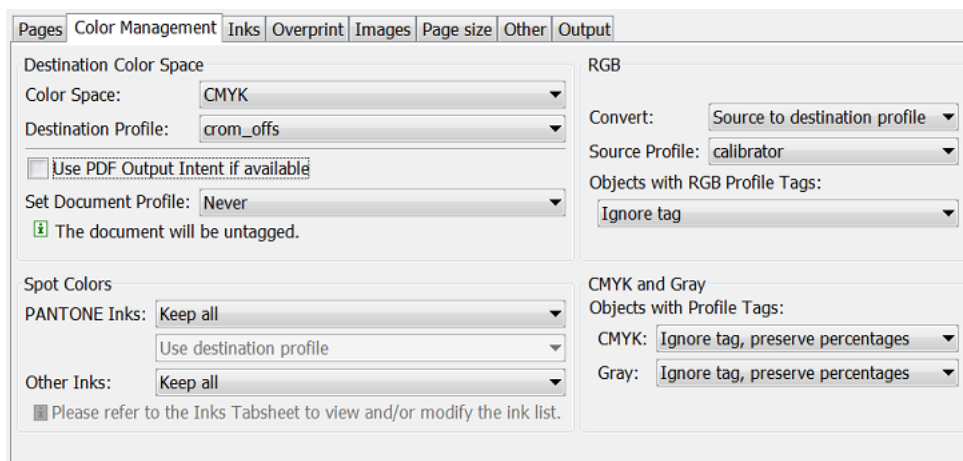 Pages Color Management Inks Overprint Images Page size Other Output
Destination Color Space
Color Space: CMYK
Destination Profile: crom_offs
Use PDF Output Intent if available
Set Document Profile: Never
The document will be untagged.
RGB
Convert: Source to destination profile
Source Profile: calibrator
Objects with RGB Profile Tags:
Ignore tag
Spot Colors
PANTONE Inks: Keep all
Use destination profile
Other Inks: Keep all
Please refer to the Inks Tabsheet to view and/or modify the ink list.
CMYK and Gray
Objects with Profile Tags:
CMYK: Ignore tag, preserve percentages
Gray: Ignore tag, preserve percentages